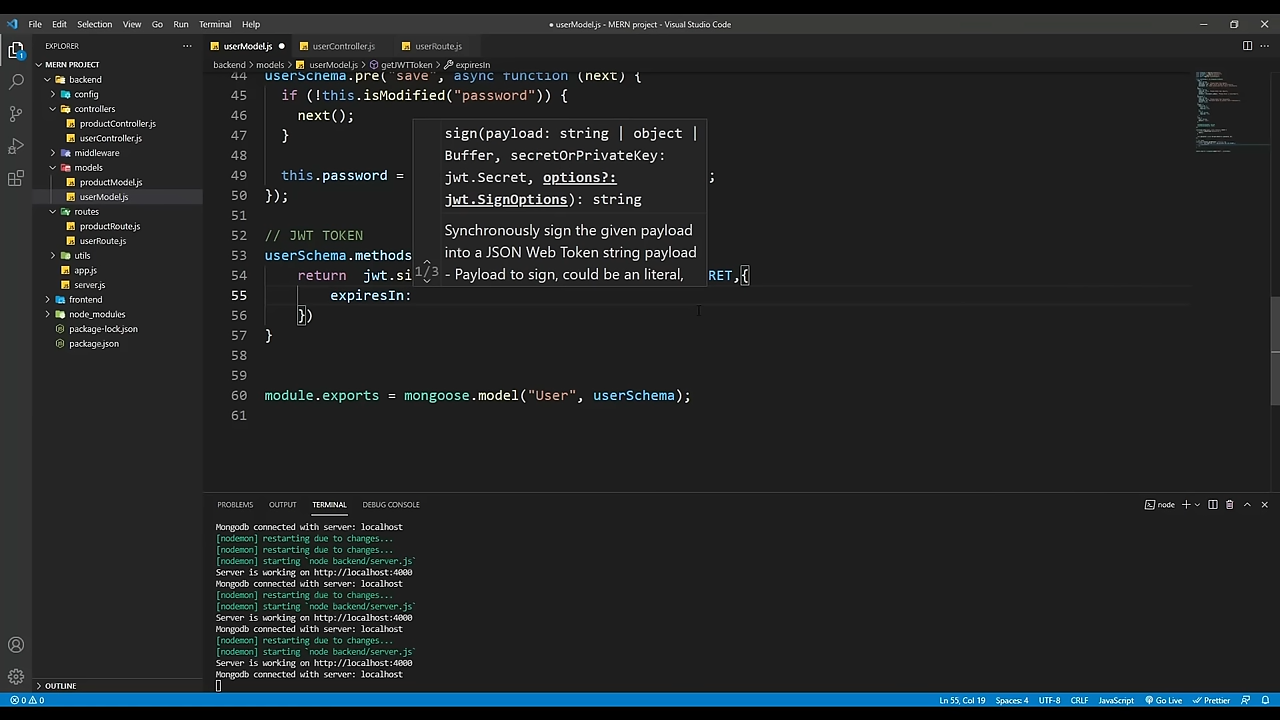 File Edit Selection View Go Run Terminal Help
● userModel.js - MERN project - Visual Studio Code
EXPLORER
MERN PROJECT
backend
config
controllers
productController.js
userController.js
middleware
models
productModel.js
userModel.js
routes
productRoute.js
userRoute.js
utils
app.js
server.js
frontend
node_modules
package-lock.json
package.json
OUTLINE
userModel.js ● userController.js userRoute.js
backend > models > userModel.js > getJWTToken > expiresIn
44 userSchema.pre("save", async function (next) {
45 if (!this.isModified("password")) {
46 next();
47 }
48
49 this.password = ;
50 });
51
52 // JWT TOKEN
53 userSchema.methods
54 return jwt.si RET,{
55 expiresIn:
56 })
57 }
58
59
60 module.exports = mongoose.model("User", userSchema);
61
sign(payload: string | object |
Buffer, secretOrPrivateKey:
jwt.Secret, options?:
jwt.SignOptions): string
Synchronously sign the given payload
into a JSON Web Token string payload
1/3 - Payload to sign, could be an literal,
PROBLEMS OUTPUT TERMINAL DEBUG CONSOLE
node
Mongodb connected with server: localhost
[nodemon] restarting due to changes...
[nodemon] restarting due to changes...
[nodemon] starting `node backend/server.js`
Server is working on http://localhost:4000
Mongodb connected with server: localhost
[nodemon] restarting due to changes...
[nodemon] starting `node backend/server.js`
Server is working on http://localhost:4000
Mongodb connected with server: localhost
[nodemon] restarting due to changes...
[nodemon] starting `node backend/server.js`
Server is working on http://localhost:4000
Mongodb connected with server: localhost
0 0
Ln 55, Col 19 Spaces: 4 UTF-8 CRLF JavaScript Go Live Prettier